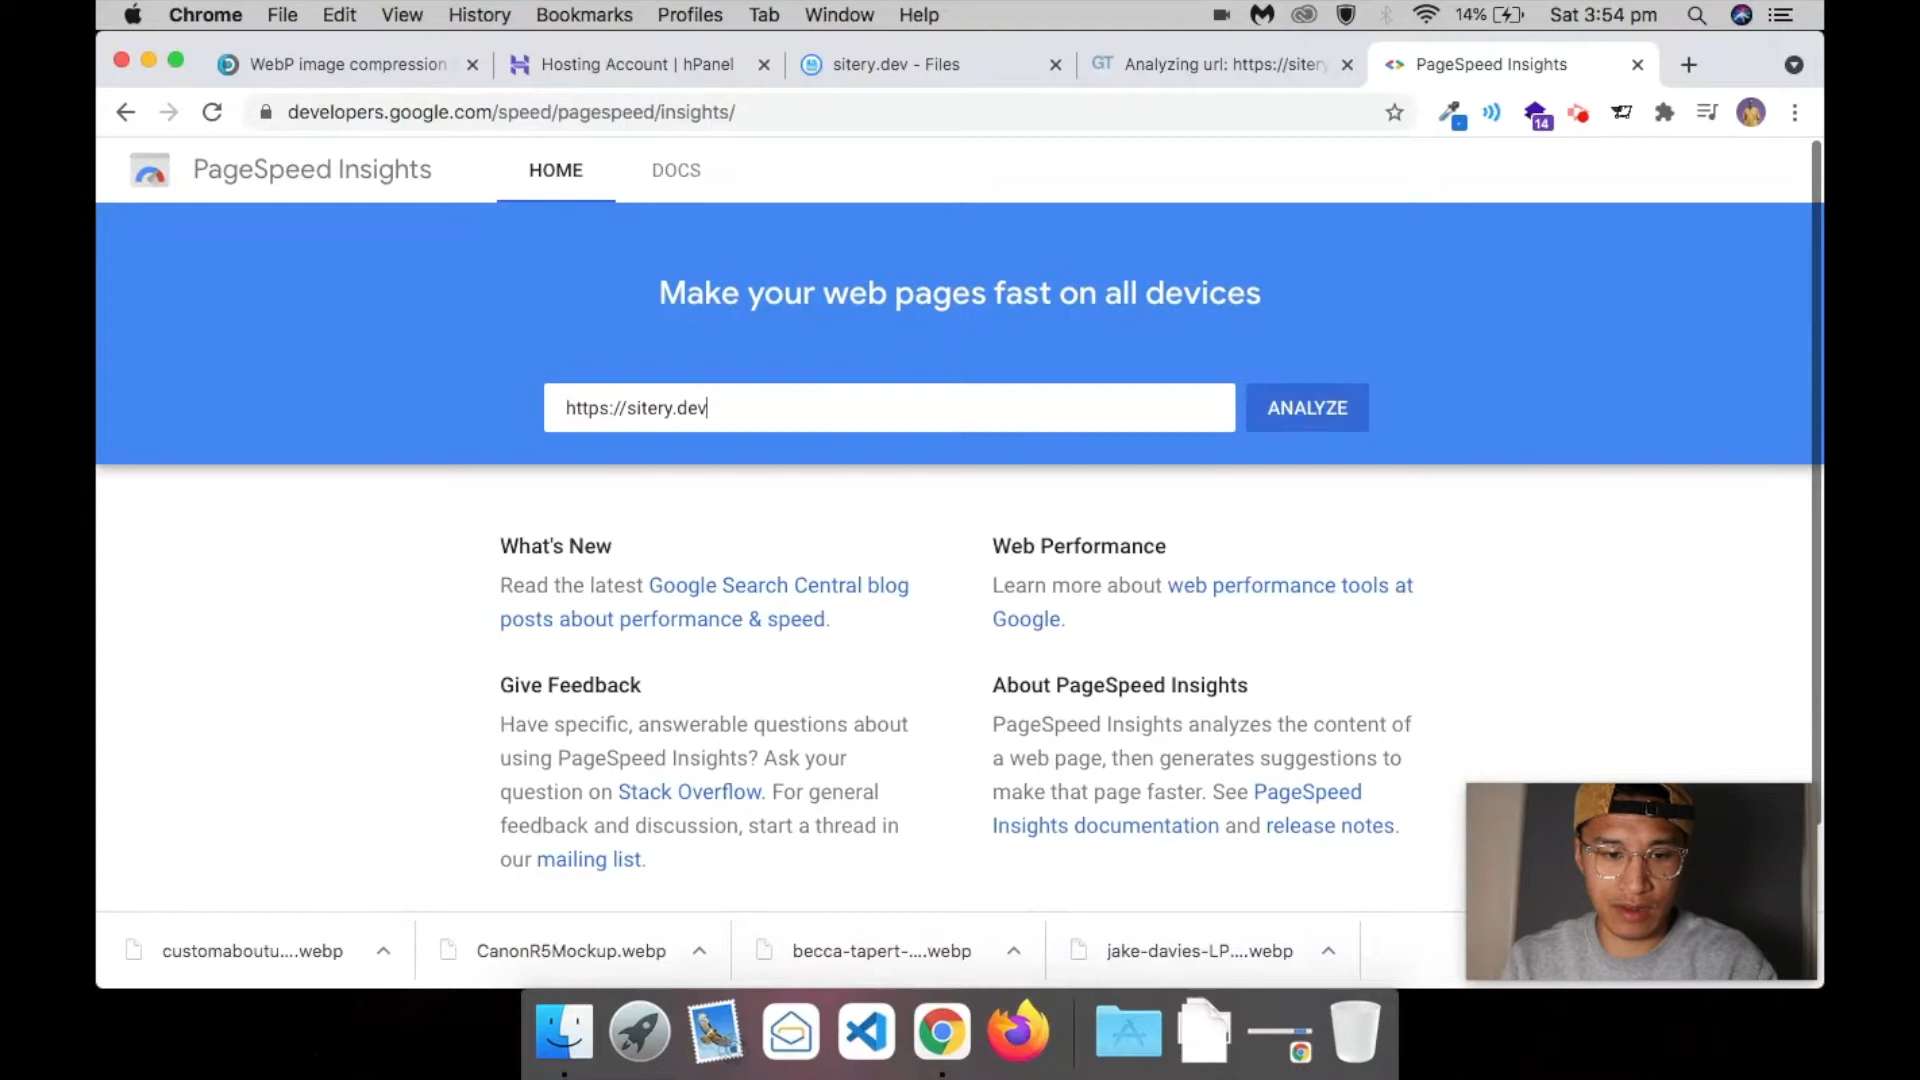 Chrome File Edit View History Bookmarks Profiles Tab Window Help 14% Sat 3:54 pm
WebP image compression Hosting Account | hPanel sitery.dev - Files GT Analyzing url: https://sitery PageSpeed Insights
developers.google.com/speed/pagespeed/insights/ 14
PageSpeed Insights HOME DOCS
Make your web pages fast on all devices
https://sitery.dev ANALYZE
What's New
Read the latest Google Search Central blog
posts about performance & speed.
Web Performance
Learn more about web performance tools at
Google.
Give Feedback
Have specific, answerable questions about
using PageSpeed Insights? Ask your
question on Stack Overflow. For general
feedback and discussion, start a thread in
our mailing list.
About PageSpeed Insights
PageSpeed Insights analyzes the content of
a web page, then generates suggestions to
make that page faster. See PageSpeed
Insights documentation and release notes.
customaboutu....webp CanonR5Mockup.webp becca-tapert-....webp jake-davies-LP....webp